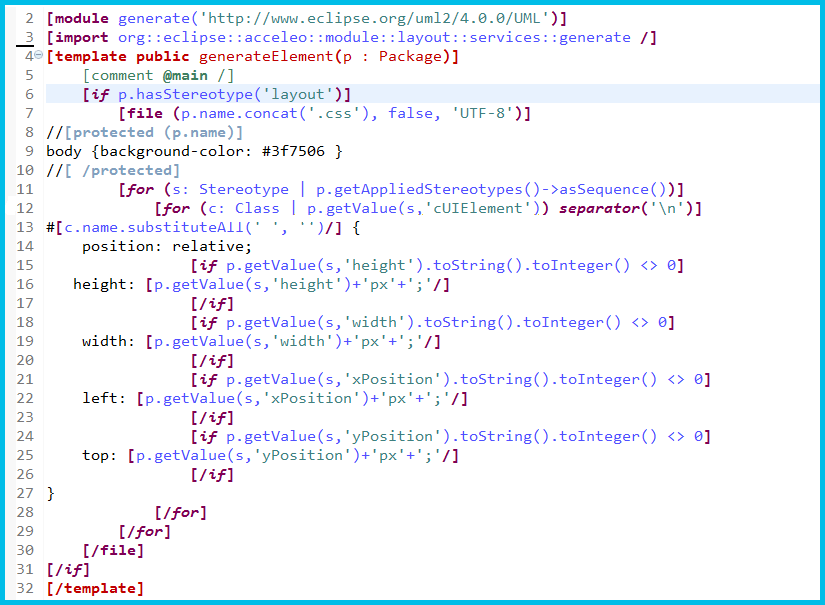 2 [module generate('http://www.eclipse.org/uml2/4.0.0/UML')]
3 [import org::eclipse::acceleo::module::layout::services::generate /]
4 [template public generateElement(p : Package)]
5     [comment @main /]
6     [if p.hasStereotype('layout')]
7         [file (p.name.concat('.css'), false, 'UTF-8')]
8 //[protected (p.name)]
9 body {background-color: #3f7506 }
10 //[ /protected]
11         [for (s: Stereotype | p.getAppliedStereotypes()->asSequence())]
12             [for (c: Class | p.getValue(s,'cUIElement')) separator('\n')]
13 #[c.name.substituteAll(' ', '')/] {
14     position: relative;
15                 [if p.getValue(s,'height').toString().toInteger() <> 0]
16    height: [p.getValue(s,'height')+'px'+';'/]
17                 [/if]
18                 [if p.getValue(s,'width').toString().toInteger() <> 0]
19     width: [p.getValue(s,'width')+'px'+';'/]
20                 [/if]
21                 [if p.getValue(s,'xPosition').toString().toInteger() <> 0]
22     left: [p.getValue(s,'xPosition')+'px'+';'/]
23                 [/if]
24                 [if p.getValue(s,'yPosition').toString().toInteger() <> 0]
25     top: [p.getValue(s,'yPosition')+'px'+';'/]
26                 [/if]
27 }
28             [/for]
29         [/for]
30     [/file]
31 [/if]
32 [/template]